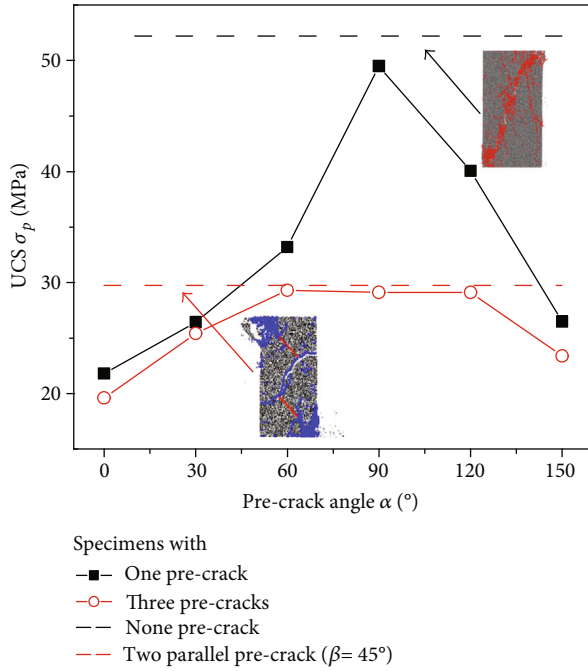 50
40
30
20
UCS σp (MPa)
0 30 60 90 120 150
Pre-crack angle α (°)
Specimens with
One pre-crack
Three pre-cracks
None pre-crack
Two parallel pre-crack (β= 45°)